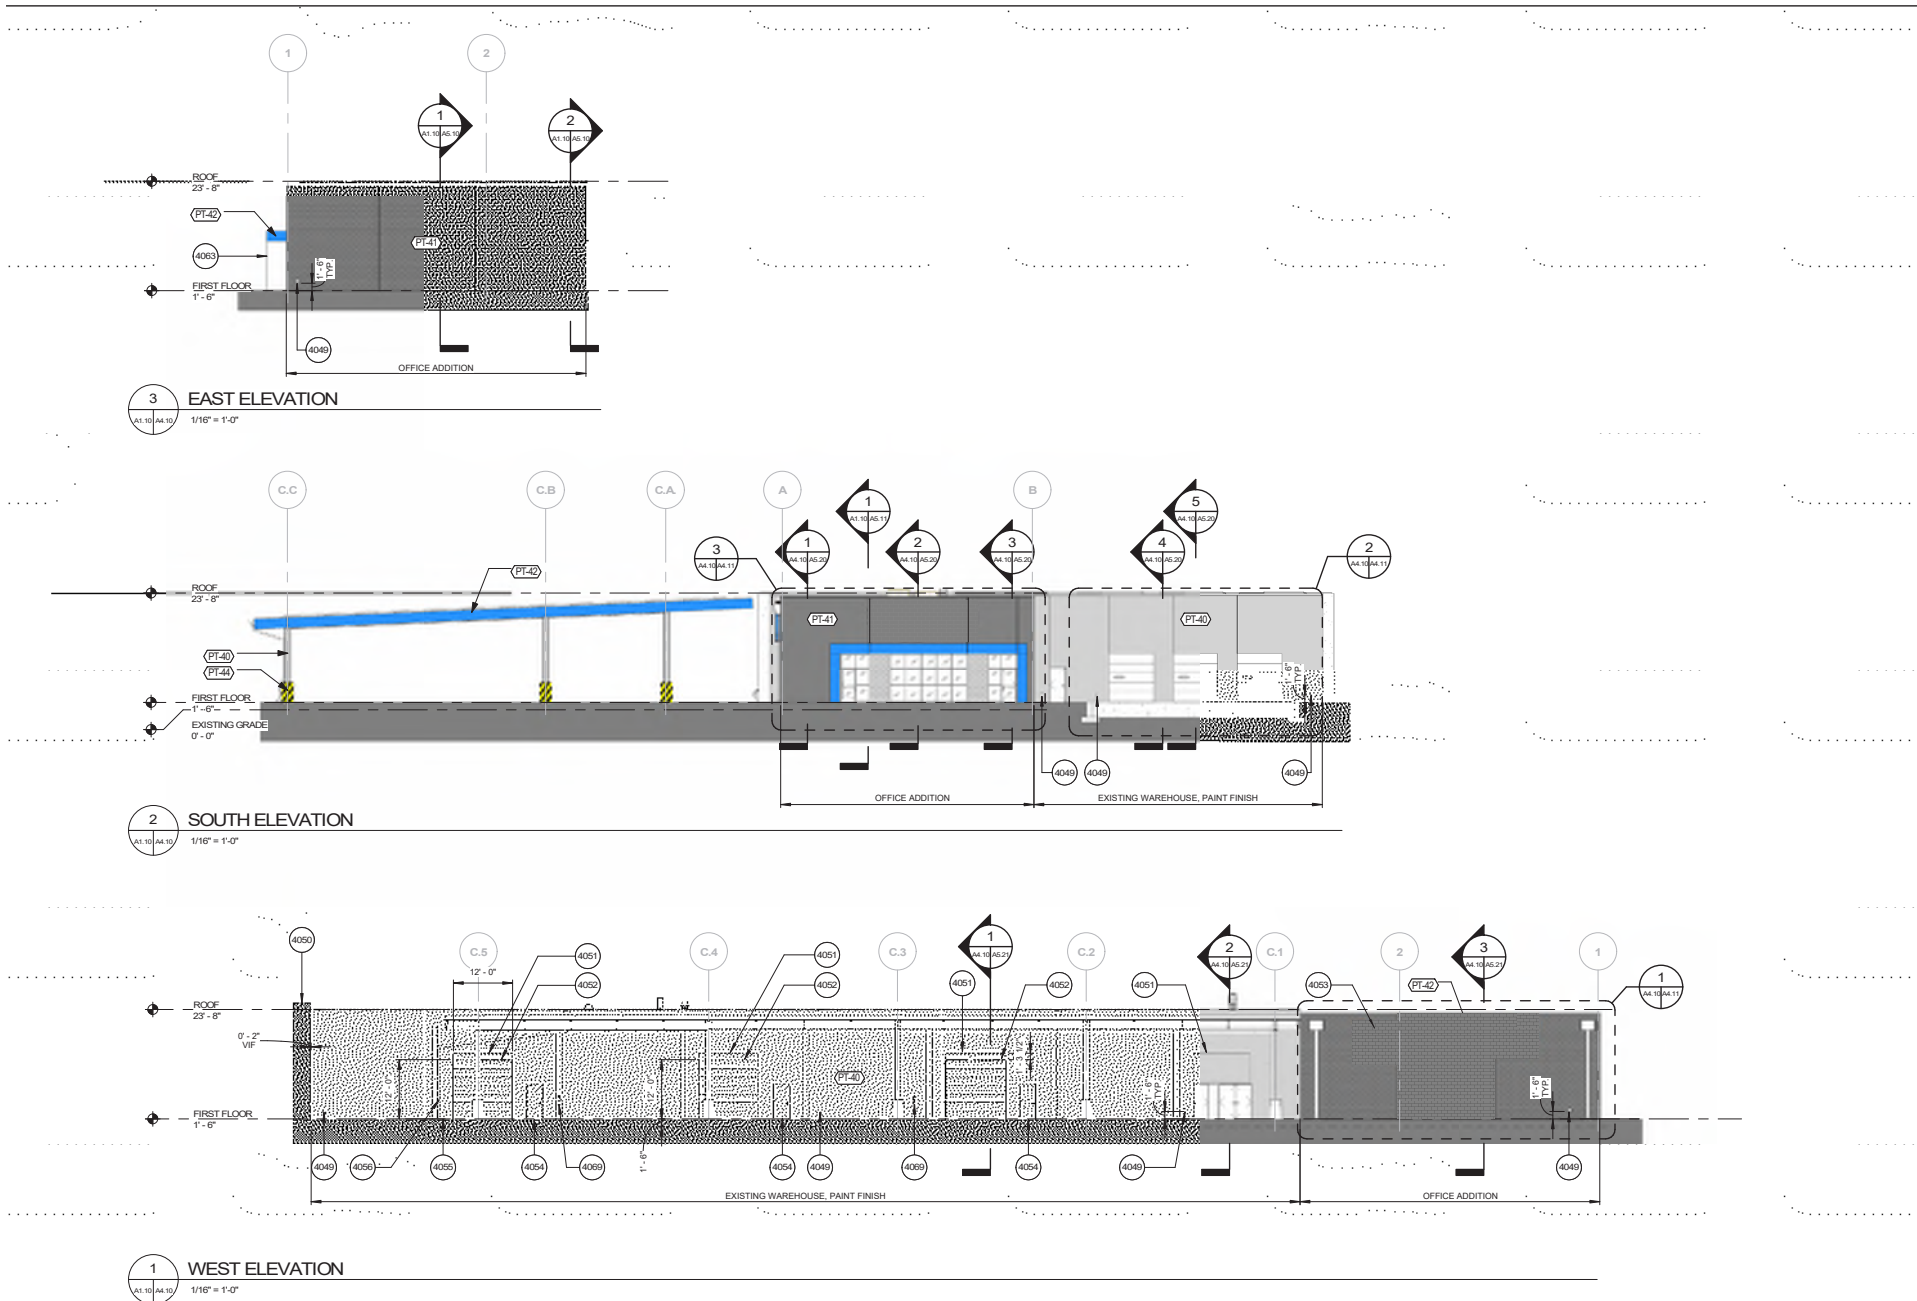 1
2
1
A1.10 A5.10
2
A1.10 A5.10
ROOF
23' - 8"
PT-42
PT-41
4063
1' - 6"
TYP.
FIRST FLOOR
1' - 6"
4049
OFFICE ADDITION
3
A1.10 A4.10
EAST ELEVATION
1/16" = 1'-0"
C.C
C.B
C.A.
A
B
1
A1.10 A5.11
5
A4.10 A5.20
3
A4.10 A4.11
1
A4.10 A5.20
2
A4.10 A5.20
3
A4.10 A5.20
4
A4.10 A5.20
2
A4.10 A4.11
PT-42
ROOF
23' - 8"
PT-41
PT-40
PT-40
PT-44
1' - 6"
TYP.
FIRST FLOOR
1' - 6"
EXISTING GRADE
0' - 0"
4049
4049
4049
OFFICE ADDITION
EXISTING WAREHOUSE, PAINT FINISH
2
A1.10 A4.10
SOUTH ELEVATION
1/16" = 1'-0"
4050
C.5
C.4
C.3
1
A4.10 A5.21
C.2
2
A4.10 A5.21
C.1
2
3
A4.10 A5.21
1
12' - 0"
4051
4052
4051
4052
4051
4052
4051
4053
PT-42
1
A4.10 A4.11
ROOF
23' - 8"
0' - 2"
VIF
12' - 0"
12' - 0"
PT-40
1' - 6"
TYP.
1' - 6"
TYP.
FIRST FLOOR
1' - 6"
4049
4056
4055
4054
4069
1' - 6"
4054
4049
4069
4054
4049
4049
EXISTING WAREHOUSE, PAINT FINISH
OFFICE ADDITION
1
A1.10 A4.10
WEST ELEVATION
1/16" = 1'-0"